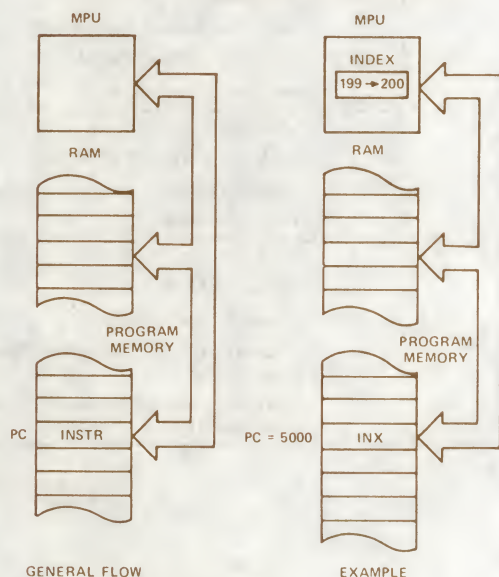 MPU
RAM
PROGRAM
MEMORY
PC
INSTR
GENERAL FLOW
MPU
INDEX
199→200
RAM
PROGRAM
MEMORY
PC = 5000
INX
EXAMPLE